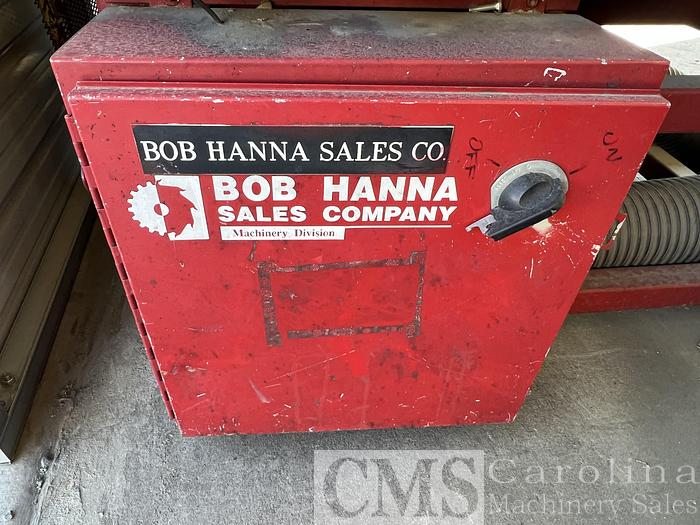 BOB HANNA SALES CO.
OFF
ON
BOB HANNA
SALES COMPANY
Machinery Division
CMS Carolina
Machinery Sales